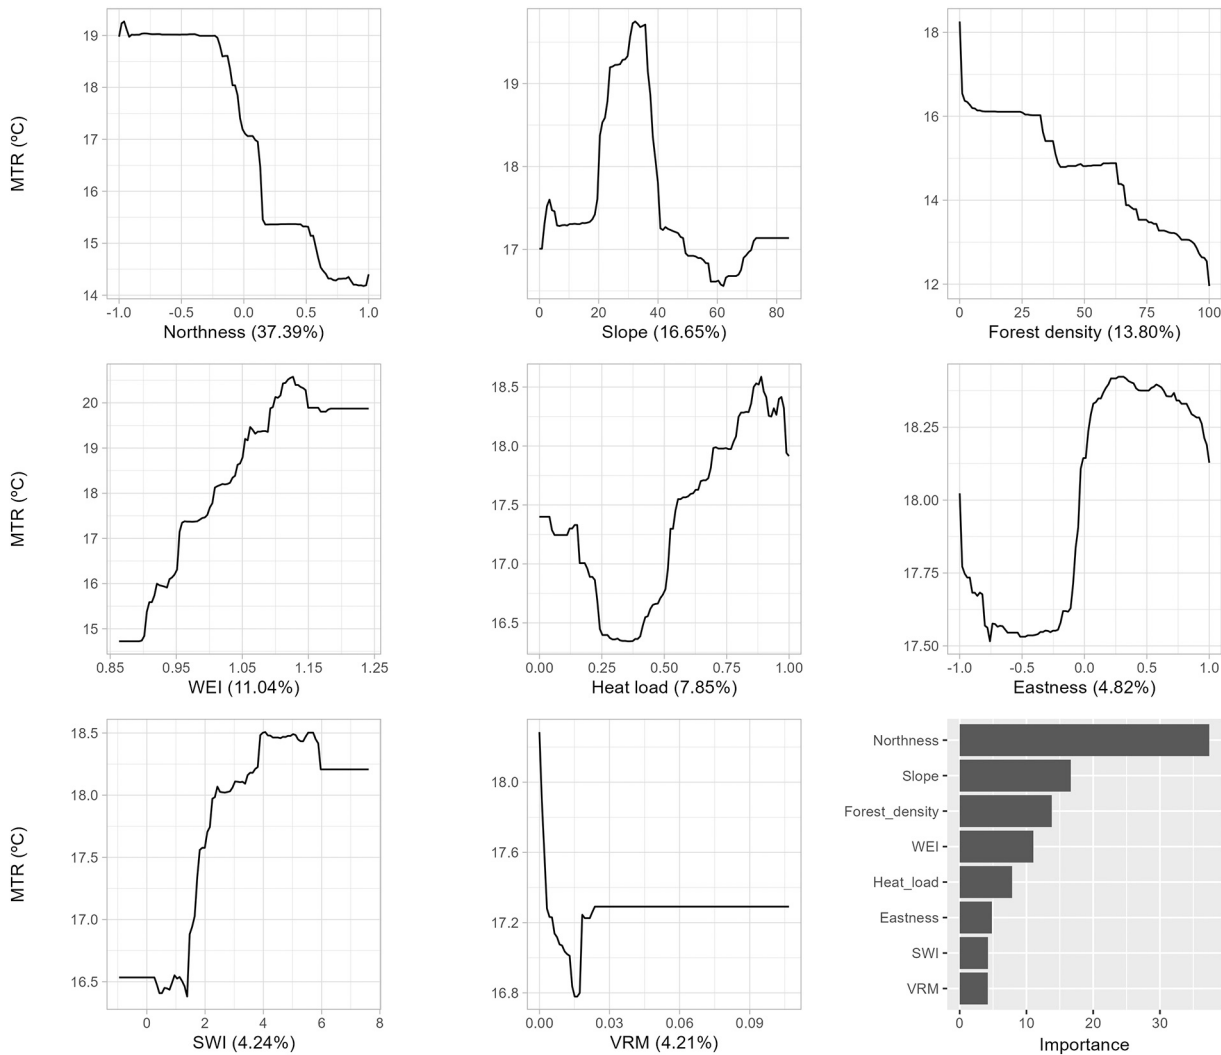 19
18
17
16
15
14
MTR (ºC)
-1.0 -0.5 0.0 0.5 1.0
Northness (37.39%)
19
18
17
0 20 40 60 80
Slope (16.65%)
18
16
14
12
0 25 50 75 100
Forest density (13.80%)
20
19
18
17
16
15
MTR (ºC)
0.85 0.95 1.05 1.15 1.25
WEI (11.04%)
18.5
18.0
17.5
17.0
16.5
0.00 0.25 0.50 0.75 1.00
Heat load (7.85%)
18.25
18.00
17.75
17.50
-1.0 -0.5 0.0 0.5 1.0
Eastness (4.82%)
18.5
18.0
17.5
17.0
16.5
MTR (ºC)
0 2 4 6 8
SWI (4.24%)
18.0
17.6
17.2
16.8
0.00 0.03 0.06 0.09
VRM (4.21%)
Northness
Slope
Forest_density
WEI
Heat_load
Eastness
SWI
VRM
0 10 20 30
Importance